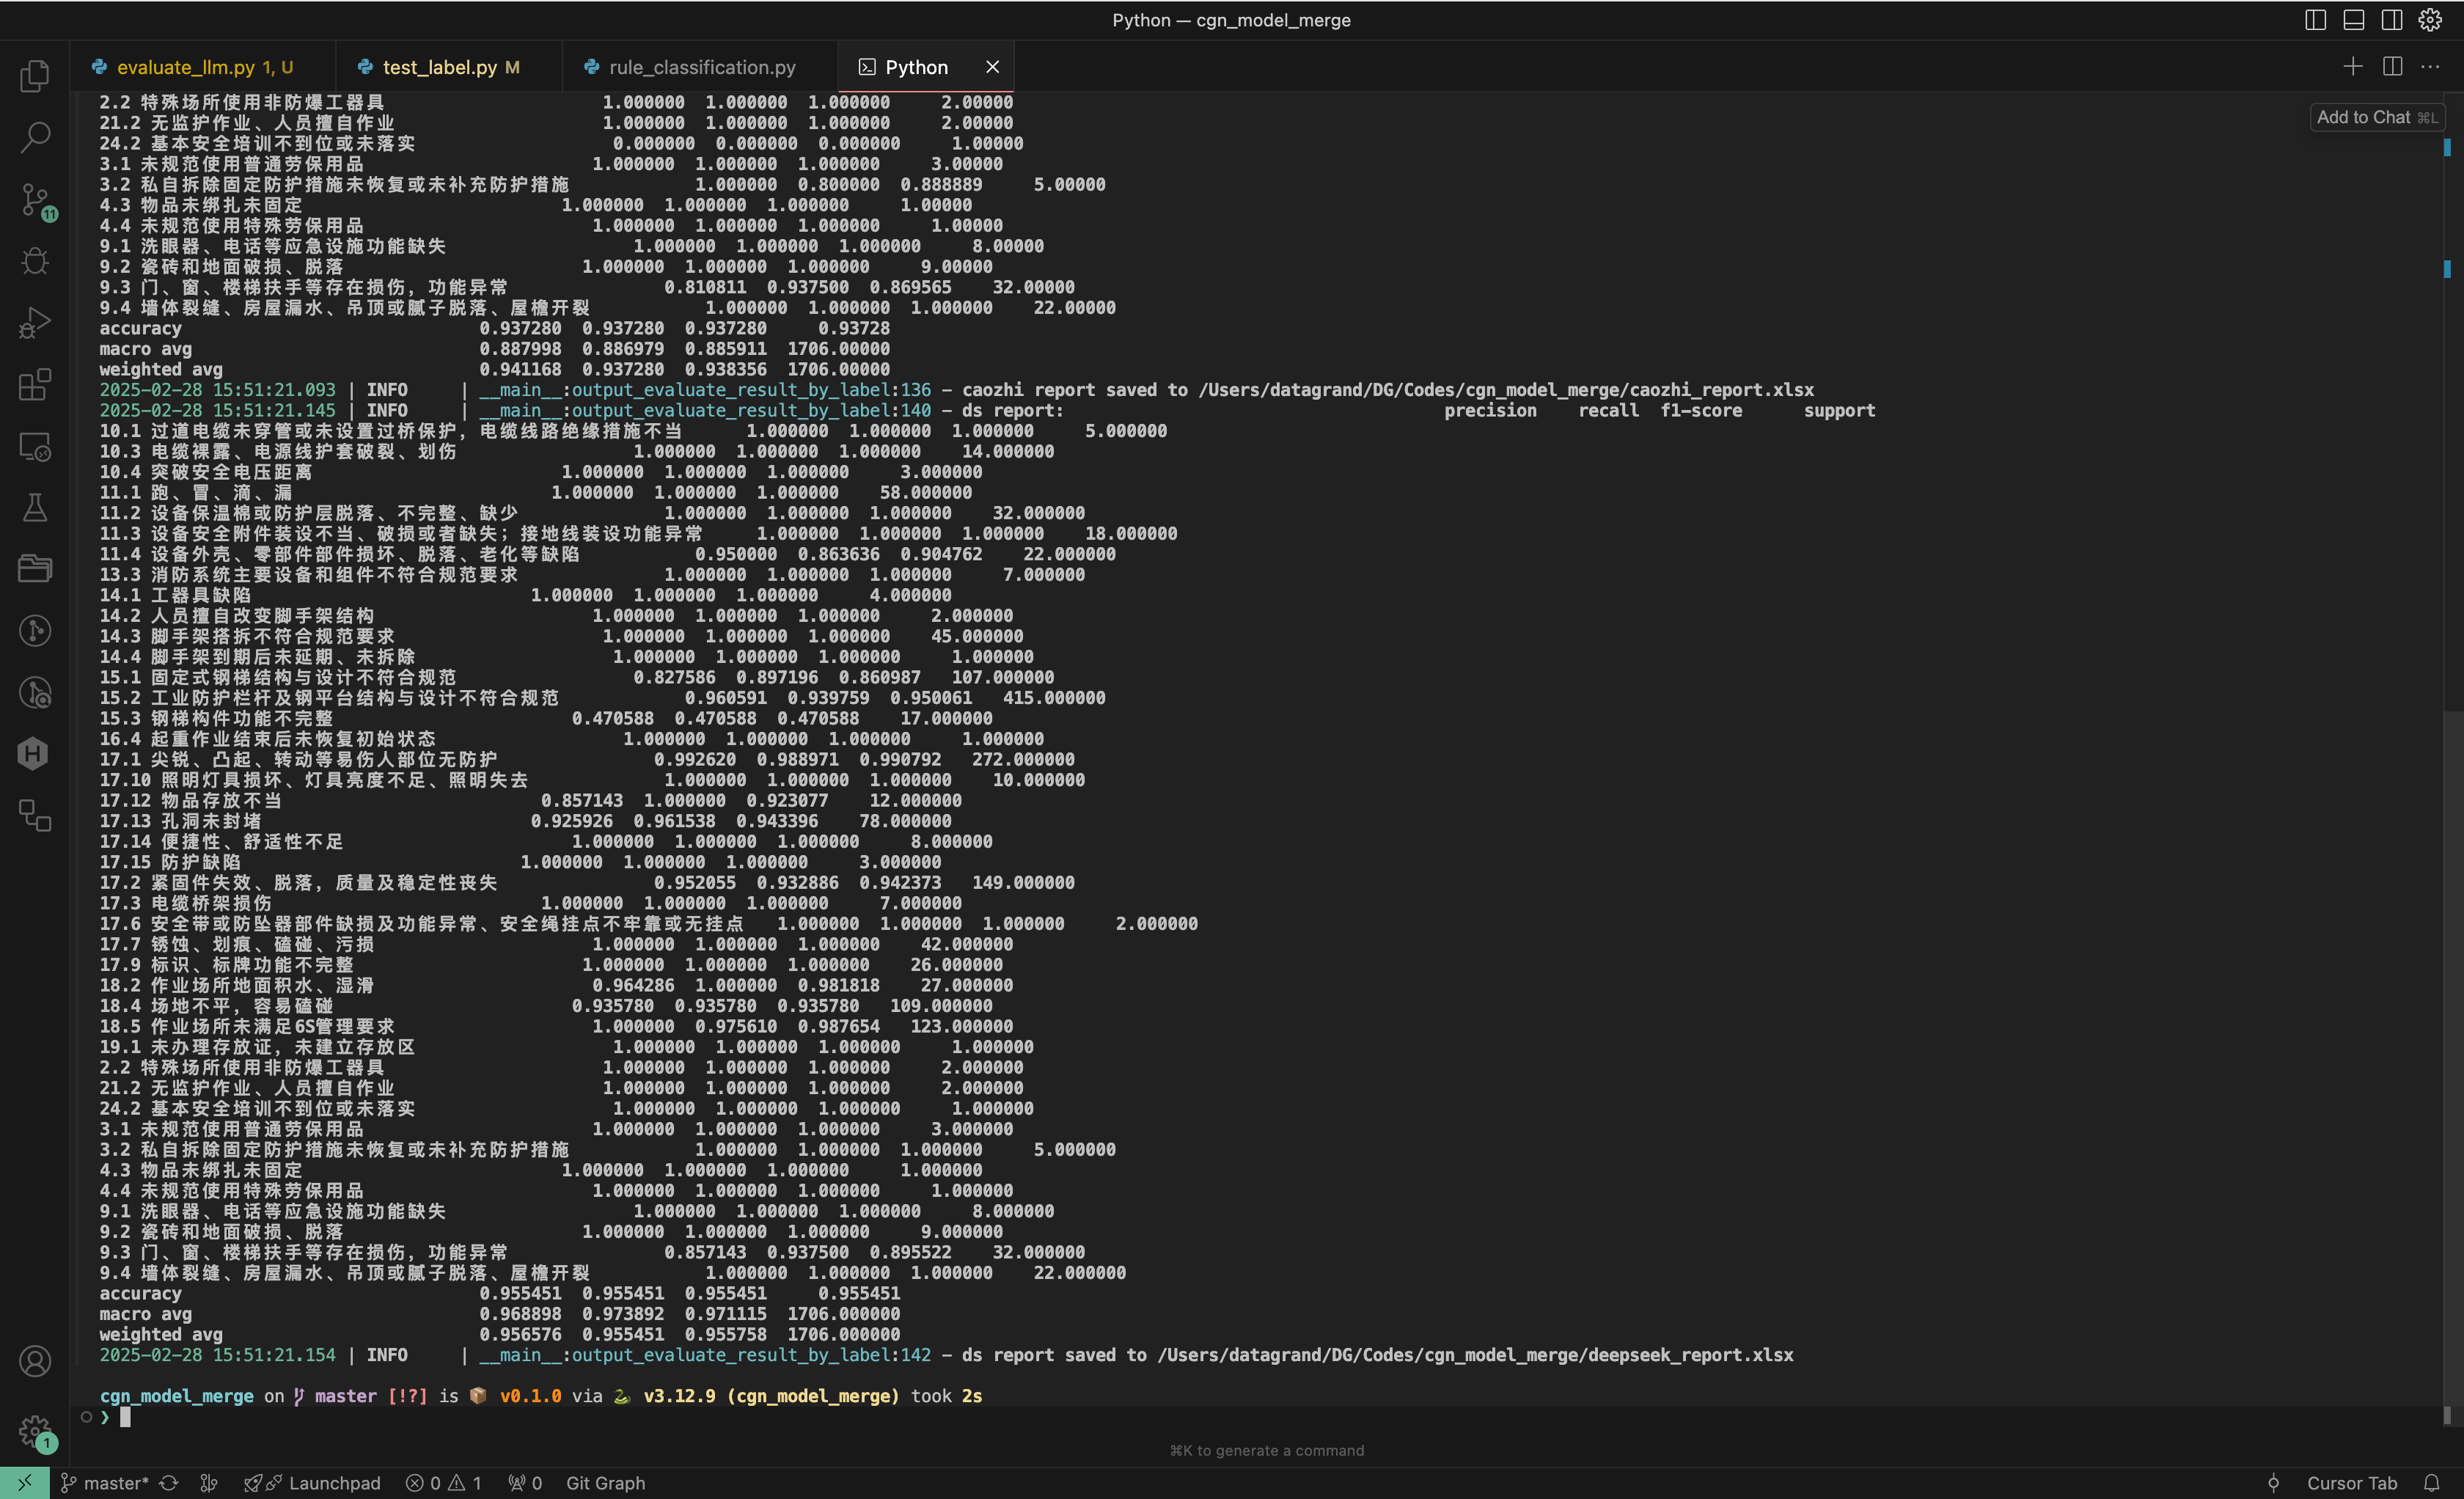 Python — cgn_model_merge
evaluate_llm.py 1, U
test_label.py M
rule_classification.py
Python
Add to Chat ⌘L
2.2 特殊场所使用非防爆工器具 1.000000 1.000000 1.000000 2.00000
21.2 无监护作业、人员擅自作业 1.000000 1.000000 1.000000 2.00000
24.2 基本安全培训不到位或未落实 0.000000 0.000000 0.000000 1.00000
3.1 未规范使用普通劳保用品 1.000000 1.000000 1.000000 3.00000
3.2 私自拆除固定防护措施未恢复或未补充防护措施 1.000000 0.800000 0.888889 5.00000
4.3 物品未绑扎未固定 1.000000 1.000000 1.000000 1.00000
4.4 未规范使用特殊劳保用品 1.000000 1.000000 1.000000 1.00000
9.1 洗眼器、电话等应急设施功能缺失 1.000000 1.000000 1.000000 8.00000
9.2 瓷砖和地面破损、脱落 1.000000 1.000000 1.000000 9.00000
9.3 门、窗、楼梯扶手等存在损伤，功能异常 0.810811 0.937500 0.869565 32.00000
9.4 墙体裂缝、房屋漏水、吊顶或腻子脱落、屋檐开裂 1.000000 1.000000 1.000000 22.00000
accuracy 0.937280 0.937280 0.937280 0.93728
macro avg 0.887998 0.886979 0.885911 1706.00000
weighted avg 0.941168 0.937280 0.938356 1706.00000
2025-02-28 15:51:21.093 | INFO | __main__:output_evaluate_result_by_label:136 - caozhi report saved to /Users/datagrand/DG/Codes/cgn_model_merge/caozhi_report.xlsx
2025-02-28 15:51:21.145 | INFO | __main__:output_evaluate_result_by_label:140 - ds report: precision recall f1-score support
10.1 过道电缆未穿管或未设置过桥保护，电缆线路绝缘措施不当 1.000000 1.000000 1.000000 5.000000
10.3 电缆裸露、电源线护套破裂、划伤 1.000000 1.000000 1.000000 14.000000
10.4 突破安全电压距离 1.000000 1.000000 1.000000 3.000000
11.1 跑、冒、滴、漏 1.000000 1.000000 1.000000 58.000000
11.2 设备保温棉或防护层脱落、不完整、缺少 1.000000 1.000000 1.000000 32.000000
11.3 设备安全附件装设不当、破损或者缺失；接地线装设功能异常 1.000000 1.000000 1.000000 18.000000
11.4 设备外壳、零部件部件损坏、脱落、老化等缺陷 0.950000 0.863636 0.904762 22.000000
13.3 消防系统主要设备和组件不符合规范要求 1.000000 1.000000 1.000000 7.000000
14.1 工器具缺陷 1.000000 1.000000 1.000000 4.000000
14.2 人员擅自改变脚手架结构 1.000000 1.000000 1.000000 2.000000
14.3 脚手架搭拆不符合规范要求 1.000000 1.000000 1.000000 45.000000
14.4 脚手架到期后未延期、未拆除 1.000000 1.000000 1.000000 1.000000
15.1 固定式钢梯结构与设计不符合规范 0.827586 0.897196 0.860987 107.000000
15.2 工业防护栏杆及钢平台结构与设计不符合规范 0.960591 0.939759 0.950061 415.000000
15.3 钢梯构件功能不完整 0.470588 0.470588 0.470588 17.000000
16.4 起重作业结束后未恢复初始状态 1.000000 1.000000 1.000000 1.000000
17.1 尖锐、凸起、转动等易伤人部位无防护 0.992620 0.988971 0.990792 272.000000
17.10 照明灯具损坏、灯具亮度不足、照明失去 1.000000 1.000000 1.000000 10.000000
17.12 物品存放不当 0.857143 1.000000 0.923077 12.000000
17.13 孔洞未封堵 0.925926 0.961538 0.943396 78.000000
17.14 便捷性、舒适性不足 1.000000 1.000000 1.000000 8.000000
17.15 防护缺陷 1.000000 1.000000 1.000000 3.000000
17.2 紧固件失效、脱落，质量及稳定性丧失 0.952055 0.932886 0.942373 149.000000
17.3 电缆桥架损伤 1.000000 1.000000 1.000000 7.000000
17.6 安全带或防坠器部件缺损及功能异常、安全绳挂点不牢靠或无挂点 1.000000 1.000000 1.000000 2.000000
17.7 锈蚀、划痕、磕碰、污损 1.000000 1.000000 1.000000 42.000000
17.9 标识、标牌功能不完整 1.000000 1.000000 1.000000 26.000000
18.2 作业场所地面积水、湿滑 0.964286 1.000000 0.981818 27.000000
18.4 场地不平，容易磕碰 0.935780 0.935780 0.935780 109.000000
18.5 作业场所未满足6S管理要求 1.000000 0.975610 0.987654 123.000000
19.1 未办理存放证，未建立存放区 1.000000 1.000000 1.000000 1.000000
2.2 特殊场所使用非防爆工器具 1.000000 1.000000 1.000000 2.000000
21.2 无监护作业、人员擅自作业 1.000000 1.000000 1.000000 2.000000
24.2 基本安全培训不到位或未落实 1.000000 1.000000 1.000000 1.000000
3.1 未规范使用普通劳保用品 1.000000 1.000000 1.000000 3.000000
3.2 私自拆除固定防护措施未恢复或未补充防护措施 1.000000 1.000000 1.000000 5.000000
4.3 物品未绑扎未固定 1.000000 1.000000 1.000000 1.000000
4.4 未规范使用特殊劳保用品 1.000000 1.000000 1.000000 1.000000
9.1 洗眼器、电话等应急设施功能缺失 1.000000 1.000000 1.000000 8.000000
9.2 瓷砖和地面破损、脱落 1.000000 1.000000 1.000000 9.000000
9.3 门、窗、楼梯扶手等存在损伤，功能异常 0.857143 0.937500 0.895522 32.000000
9.4 墙体裂缝、房屋漏水、吊顶或腻子脱落、屋檐开裂 1.000000 1.000000 1.000000 22.000000
accuracy 0.955451 0.955451 0.955451 0.955451
macro avg 0.968898 0.973892 0.971115 1706.000000
weighted avg 0.956576 0.955451 0.955758 1706.000000
2025-02-28 15:51:21.154 | INFO | __main__:output_evaluate_result_by_label:142 - ds report saved to /Users/datagrand/DG/Codes/cgn_model_merge/deepseek_report.xlsx
cgn_model_merge on master [!?] is 📦 v0.1.0 via 🐍 v3.12.9 (cgn_model_merge) took 2s
❯
⌘K to generate a command
11
1
master* Launchpad 0 1 0 Git Graph Cursor Tab